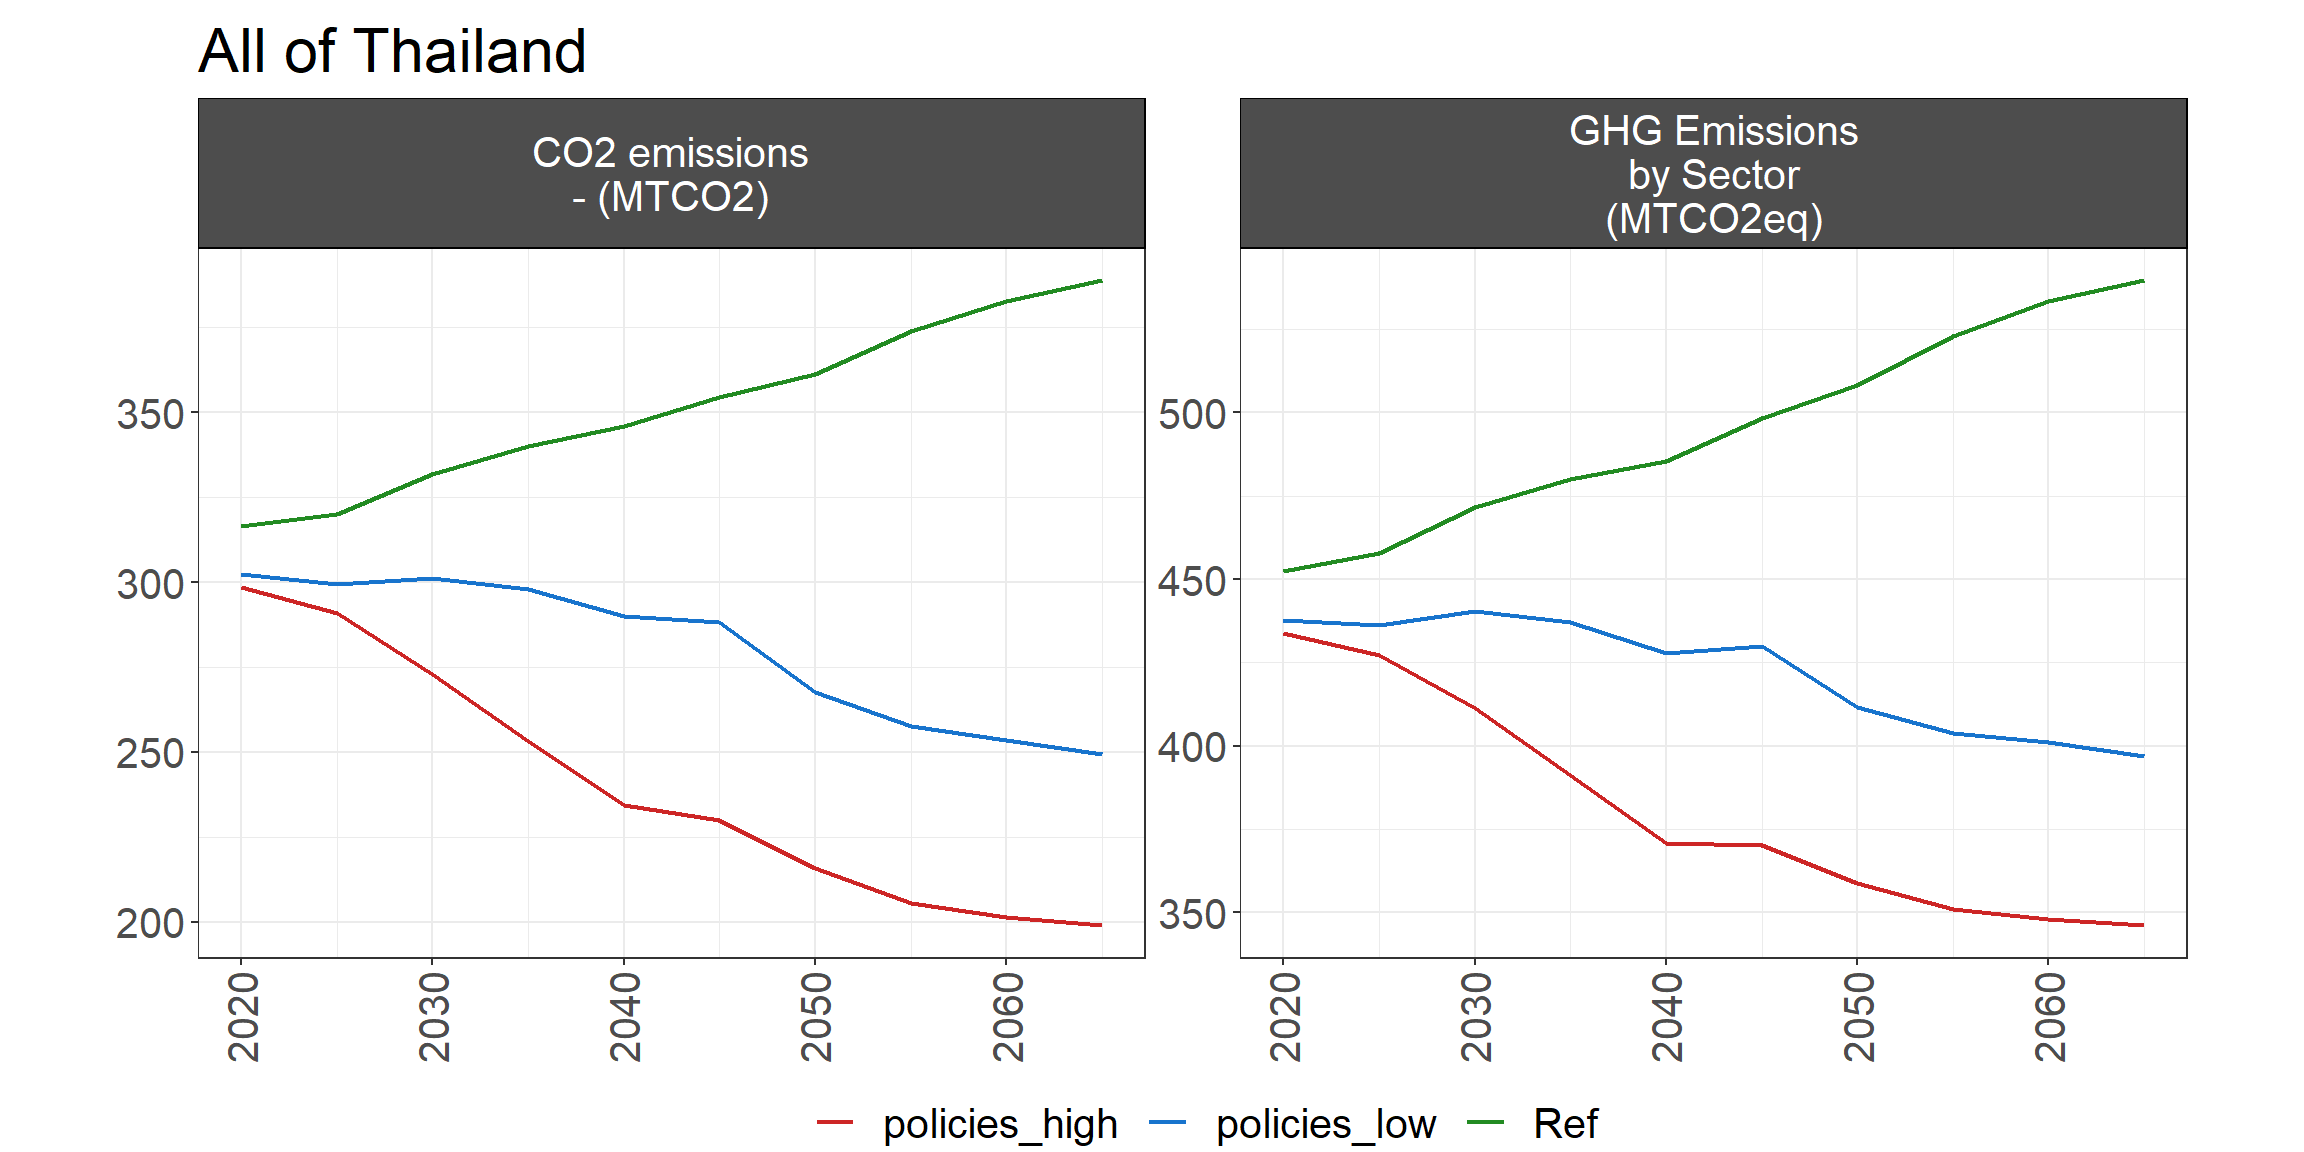 All of Thailand
CO2 emissions
- (MTCO2)
GHG Emissions
by Sector
(MTCO2eq)
350
300
250
200
500
450
400
350
2020
2030
2040
2050
2060
2020
2030
2040
2050
2060
policies_high
policies_low
Ref